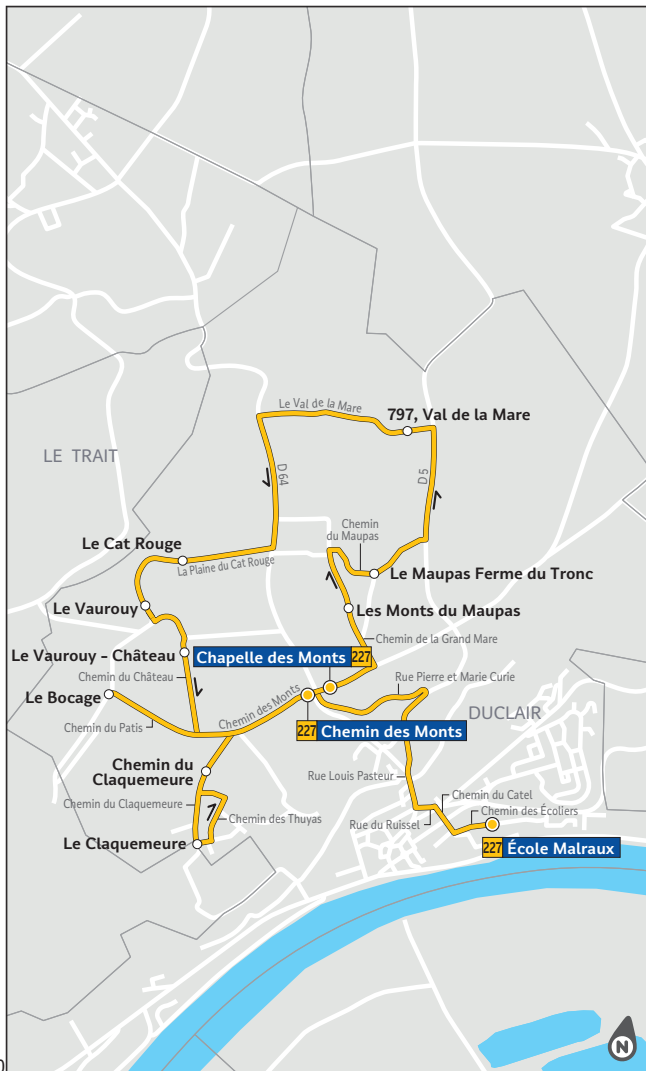 Le Val de la Mare
797, Val de la Mare
LE TRAIT
D 64
D 5
Chemin
du Maupas
Le Cat Rouge
La Plaine du Cat Rouge
Le Maupas Ferme du Tronc
Le Vaurouy
Les Monts du Maupas
Chemin de la Grand Mare
Le Vaurouy - Château
Chapelle des Monts 227
Chemin du Château
Rue Pierre et Marie Curie
Le Bocage
Chemin des Monts
DUCLAIR
Chemin du Patis
227 Chemin des Monts
Chemin du
Claquemeure
Rue Louis Pasteur
Chemin du Catel
Chemin du Claquemeure
Chemin des Écoliers
Chemin des Thuyas
Rue du Ruissel
Le Claquemeure
227 École Malraux
N